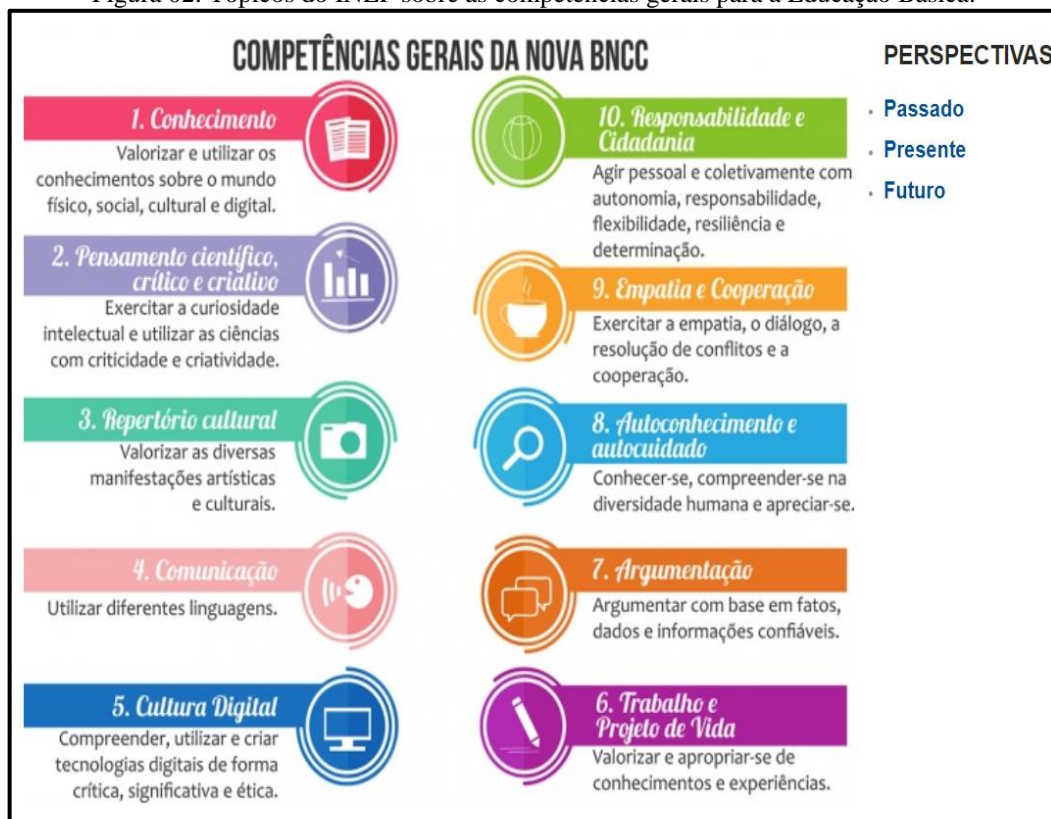 Figura 02: Tópicos do INEP sobre as competências gerais para a Educação Básica.
COMPETÊNCIAS GERAIS DA NOVA BNCC
1. Conhecimento
Valorizar e utilizar os
conhecimentos sobre o mundo
físico, social, cultural e digital.
2. Pensamento científico,
crítico e criativo
Exercitar a curiosidade
intelectual e utilizar as ciências
com criticidade e criatividade.
3. Repertório cultural
Valorizar as diversas
manifestações artísticas
e culturais.
4. Comunicação
Utilizar diferentes linguagens.
5. Cultura Digital
Compreender, utilizar e criar
tecnologias digitais de forma
crítica, significativa e ética.
10. Responsabilidade e
Cidadania
Agir pessoal e coletivamente com
autonomia, responsabilidade,
flexibilidade, resiliência e
determinação.
9. Empatia e Cooperação
Exercitar a empatia, o diálogo, a
resolução de conflitos e a
cooperação.
8. Autoconhecimento e
autocuidado
Conhecer-se, compreender-se na
diversidade humana e apreciar-se.
7. Argumentação
Argumentar com base em fatos,
dados e informações confiáveis.
6. Trabalho e
Projeto de Vida
Valorizar e apropriar-se de
conhecimentos e experiências.
PERSPECTIVAS
· Passado
· Presente
· Futuro